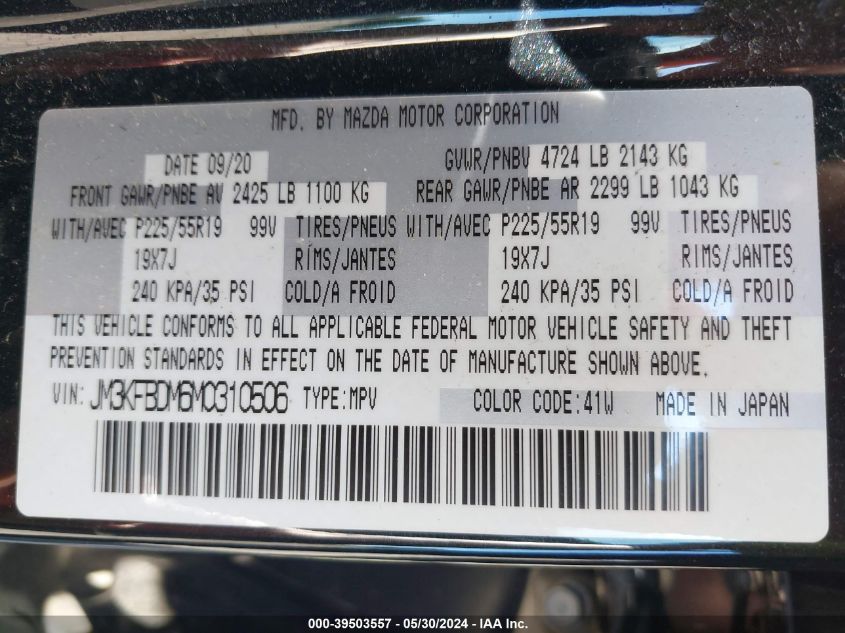 MFD. BY MAZDA MOTOR CORPORATION
DATE 09/20 GVWR/PNBV 4724 LB 2143 KG
FRONT GAWR/PNBE AV 2425 LB 1100 KG REAR GAWR/PNBE AR 2299 LB 1043 KG
WITH/AVEC P225/55R19 99V TIRES/PNEUS WITH/AVEC P225/55R19 99V TIRES/PNEUS
19X7J RIMS/JANTES 19X7J RIMS/JANTES
240 KPA/35 PSI COLD/A FROID 240 KPA/35 PSI COLD/A FROID
THIS VEHICLE CONFORMS TO ALL APPLICABLE FEDERAL MOTOR VEHICLE SAFETY AND THEFT
PREVENTION STANDARDS IN EFFECT ON THE DATE OF MANUFACTURE SHOWN ABOVE.
VIN: JM3KFBDM6M0310506 TYPE:MPV COLOR CODE:41W MADE IN JAPAN
000-39503557 - 05/30/2024 - IAA Inc.